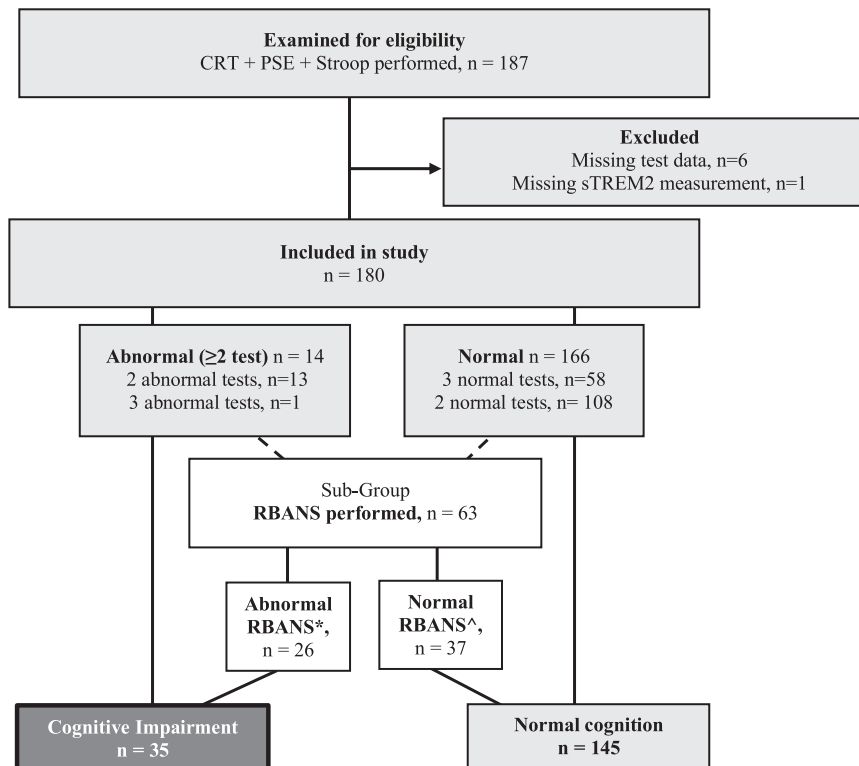 Examined for eligibility
CRT + PSE + Stroop performed, n = 187
Excluded
Missing test data, n=6
Missing sTREM2 measurement, n=1
Included in study
n = 180
Abnormal (≥2 test) n = 14
2 abnormal tests, n=13
3 abnormal tests, n=1
Normal n = 166
3 normal tests, n=58
2 normal tests, n= 108
Sub-Group
RBANS performed, n = 63
Abnormal
RBANS*,
n = 26
Normal
RBANS^,
n = 37
Cognitive Impairment
n = 35
Normal cognition
n = 145